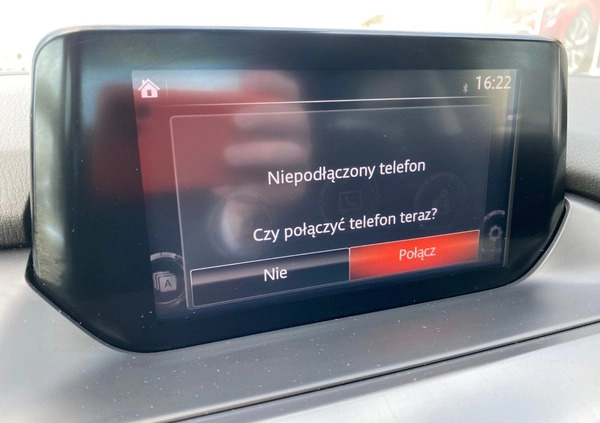 16:22
Niepodłączony telefon
Czy połączyć telefon teraz?
Nie
Połącz
A